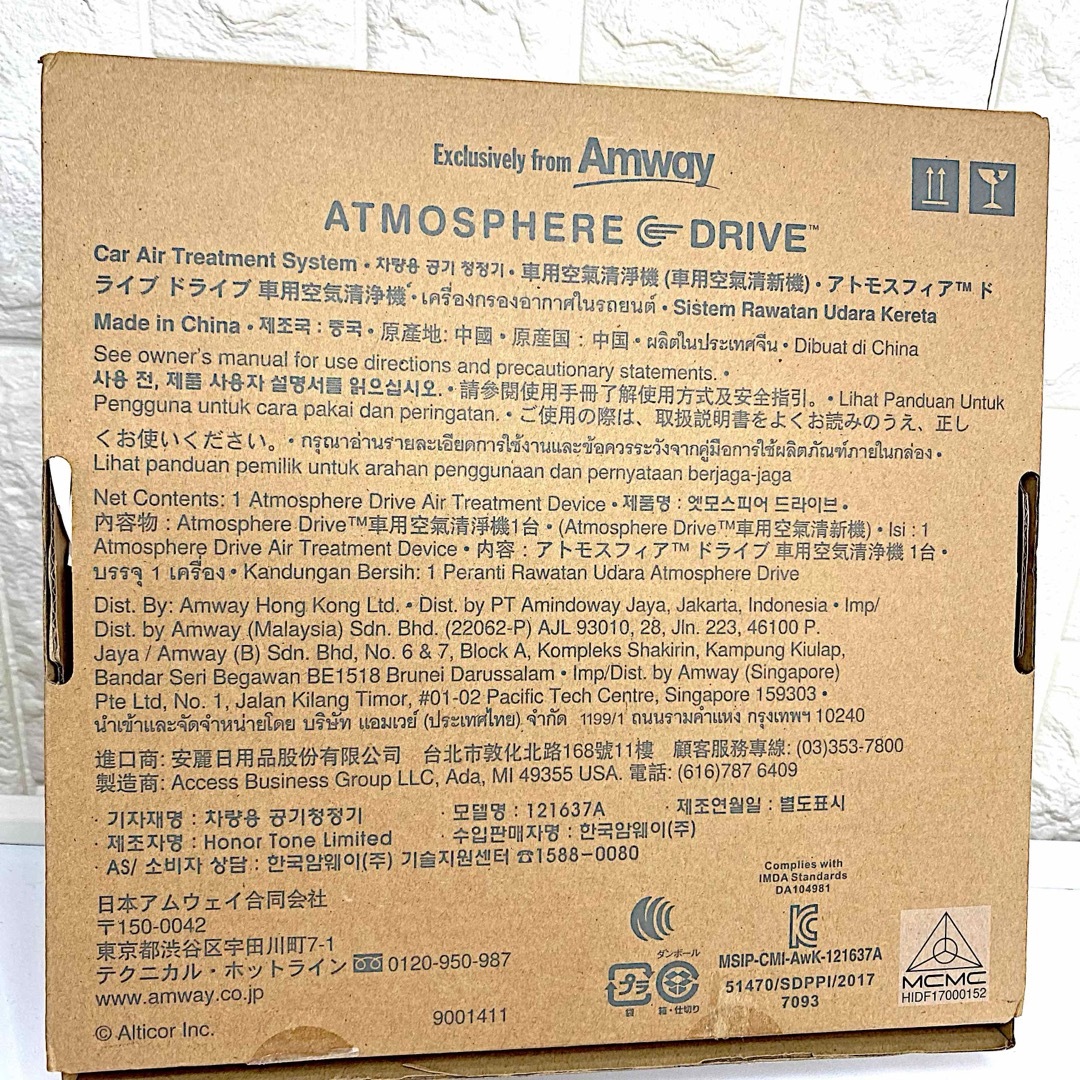 Exclusively from Amway
ATMOSPHERE DRIVE™
Car Air Treatment System • 차량용 공기 청정기 • 車用空氣清淨機 (車用空氣清新機) • アトモスフィア™ ド
ライブ ドライブ 車用空気清浄機 • เครื่องกรองอากาศในรถยนต์ • Sistem Rawatan Udara Kereta
Made in China • 제조국 : 중국 • 原產地: 中國 • 原産国 : 中国 • ผลิตในประเทศจีน • Dibuat di China
See owner's manual for use directions and precautionary statements. •
사용 전, 제품 사용자 설명서를 읽으십시오. • 請參閱使用手冊了解使用方式及安全指引。 • Lihat Panduan Untuk
Pengguna untuk cara pakai dan peringatan. • ご使用の際は、取扱説明書をよくお読みのうえ、正し
くお使いください。 • กรุณาอ่านรายละเอียดการใช้งานและข้อควรระวังจากคู่มือการใช้ผลิตภัณฑ์ภายในกล่อง •
Lihat panduan pemilik untuk arahan penggunaan dan pernyataan berjaga-jaga
Net Contents: 1 Atmosphere Drive Air Treatment Device • 제품명 : 앳모스피어 드라이브 •
內容物 : Atmosphere Drive™車用空氣清淨機1台 • (Atmosphere Drive™車用空氣清新機) • Isi : 1
Atmosphere Drive Air Treatment Device • 内容 : アトモスフィア™ ドライブ 車用空気清浄機 1台 •
บรรจุ 1 เครื่อง • Kandungan Bersih: 1 Peranti Rawatan Udara Atmosphere Drive
Dist. By: Amway Hong Kong Ltd. • Dist. by PT Amindoway Jaya, Jakarta, Indonesia • Imp/
Dist. by Amway (Malaysia) Sdn. Bhd. (22062-P) AJL 93010, 28, Jln. 223, 46100 P.
Jaya / Amway (B) Sdn. Bhd, No. 6 & 7, Block A, Kompleks Shakirin, Kampung Kiulap,
Bandar Seri Begawan BE1518 Brunei Darussalam • Imp/Dist. by Amway (Singapore)
Pte Ltd, No. 1, Jalan Kilang Timor, #01-02 Pacific Tech Centre, Singapore 159303 •
นำเข้าและจัดจำหน่ายโดย บริษัท แอมเวย์ (ประเทศไทย) จำกัด 1199/1 ถนนรามคำแหง กรุงเทพฯ 10240
進口商: 安麗日用品股份有限公司 台北市敦化北路168號11樓 顧客服務專線: (03)353-7800
製造商: Access Business Group LLC, Ada, MI 49355 USA. 電話: (616)787 6409
· 기자재명 : 차량용 공기청정기 · 모델명 : 121637A · 제조연월일 : 별도표시
· 제조자명 : Honor Tone Limited · 수입판매자명 : 한국암웨이(주)
AS/ 소비자 상담 : 한국암웨이(주) 기술지원센터 ☎1588-0080
日本アムウェイ合同会社
〒150-0042
東京都渋谷区宇田川町7-1
テクニカル・ホットライン 0120-950-987
www.amway.co.jp
© Alticor Inc.
9001411
Complies with
IMDA Standards
DA104981
ダンボール
プラ
袋 箱・仕切り
MSIP-CMI-AwK-121637A
51470/SDPPI/2017
7093
MCMC
HIDF17000152